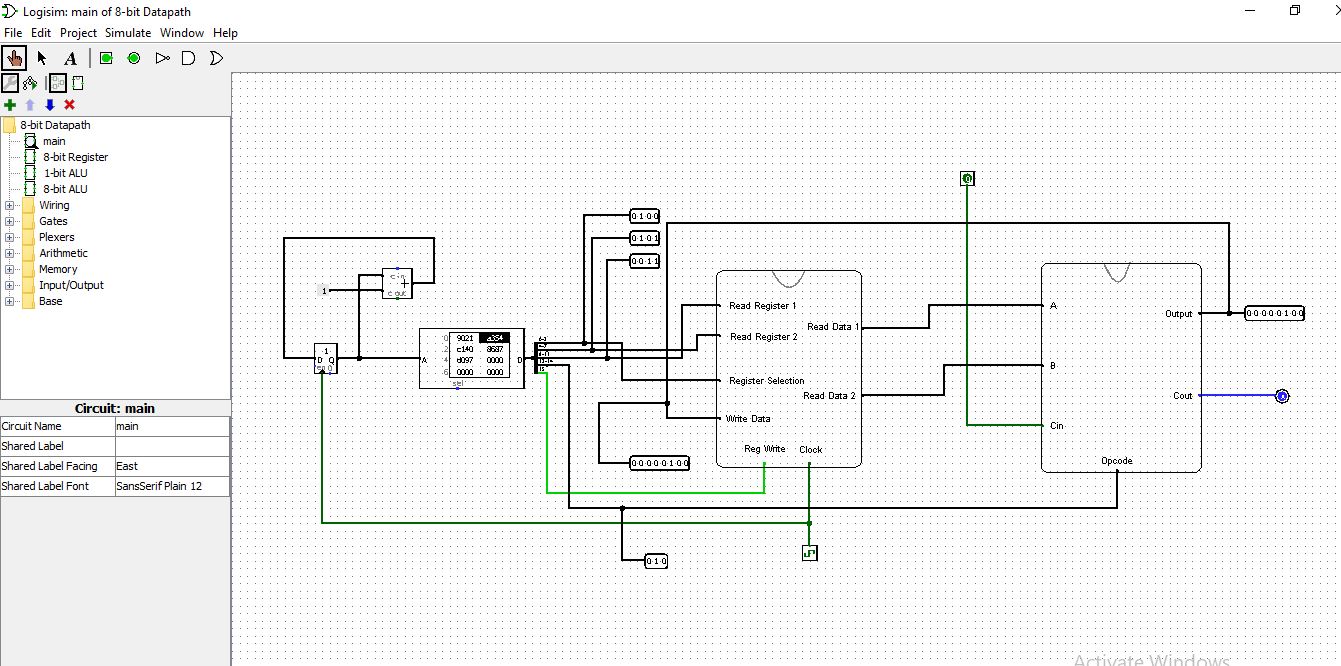 Logisim: main of 8-bit Datapath
File Edit Project Simulate Window Help
A
8-bit Datapath
main
8-bit Register
1-bit ALU
8-bit ALU
Wiring
Gates
Plexers
Arithmetic
Memory
Input/Output
Base
Circuit: main
Circuit Name main
Shared Label
Shared Label Facing East
Shared Label Font SansSerif Plain 12
0
0 1 0 0
0 1 0 1
0 0 1 1
c in
+
c out
1
1
D Q
en 0
A
0 9021 a354
2 c140 8687
4 d097 0000
6 0000 0000
D
sel
Read Register 1
Read Register 2
Register Selection
Write Data
Reg Write
Clock
Read Data 1
Read Data 2
0 0 0 0 0 1 0 0
0 1 0
A
B
Cin
Opcode
Output
Cout
0 0 0 0 0 1 0 0
Activate Windows